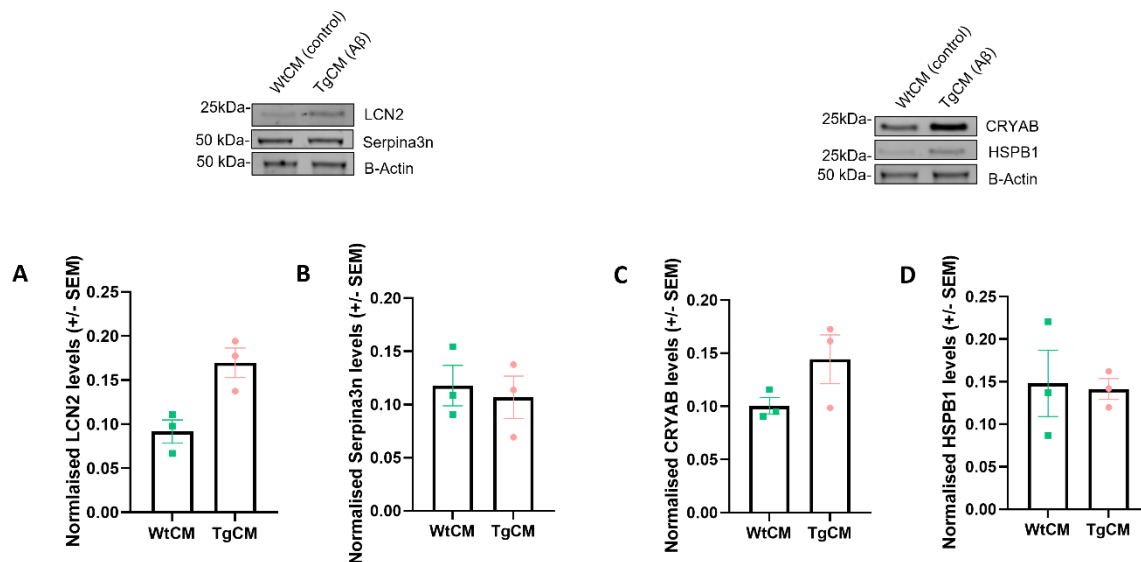 WtCM (control)
TgCM (Aβ)
25kDa-
LCN2
50 kDa-
Serpina3n
50 kDa-
B-Actin
WtCM (control)
TgCM (Aβ)
25kDa-
CRYAB
25kDa-
HSPB1
50 kDa-
B-Actin
A
Normlaised LCN2 levels (+/- SEM)
0.25
0.20
0.15
0.10
0.05
0.00
WtCM TgCM
B
Normalised Serpina3n levels (+/- SEM)
0.20
0.15
0.10
0.05
0.00
WtCM TgCM
C
Normalised CRYAB levels (+/- SEM)
0.20
0.15
0.10
0.05
0.00
WtCM TgCM
D
Normalised HSPB1 levels (+/- SEM)
0.25
0.20
0.15
0.10
0.05
0.00
WtCM TgCM